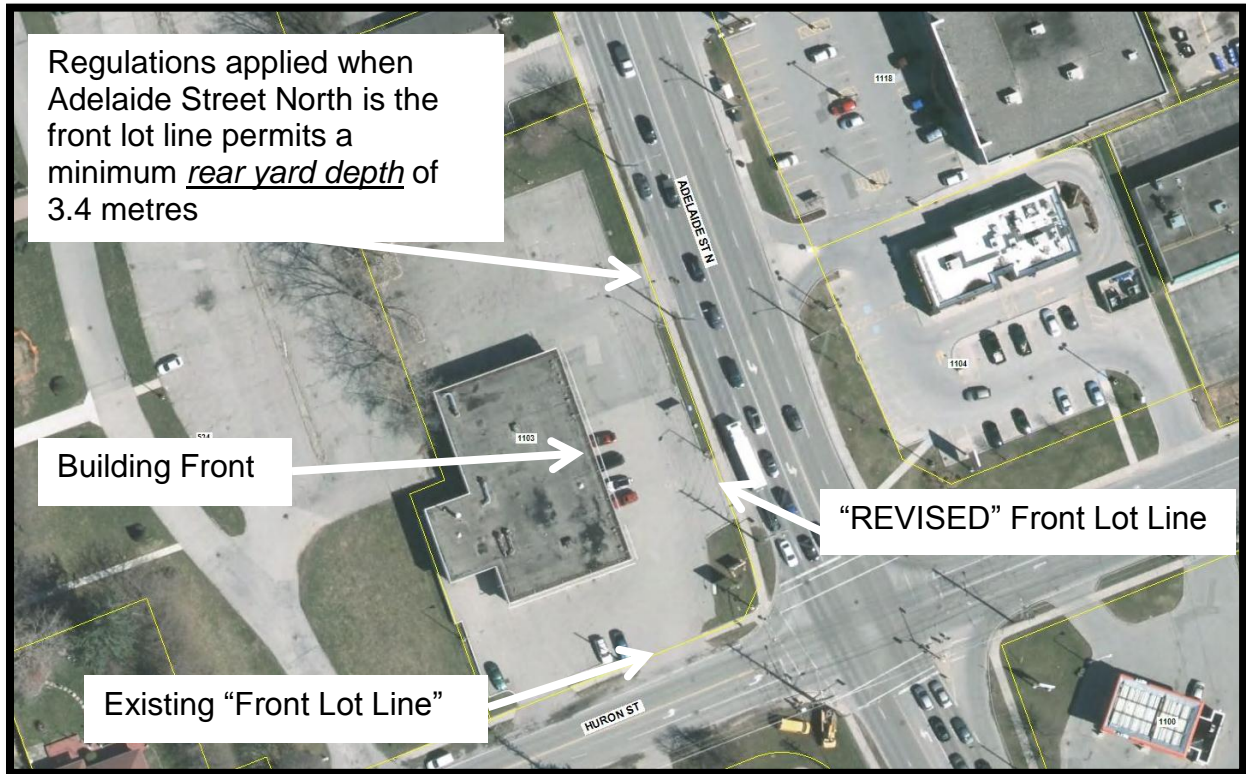 Regulations applied when
Adelaide Street North is the
front lot line permits a
minimum rear yard depth of
3.4 metres
1118
ADELAIDE ST N
1104
1103
Building Front
“REVISED” Front Lot Line
Existing “Front Lot Line”
HURON ST
1100